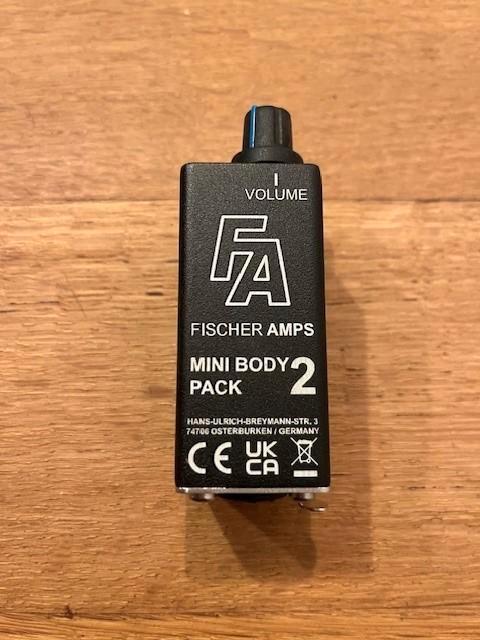 VOLUME
FA
FISCHER AMPS
MINI BODY 2
PACK
HANS-ULRICH-BREYMANN-STR. 3
74706 OSTERBURKEN / GERMANY
CE UK
CA